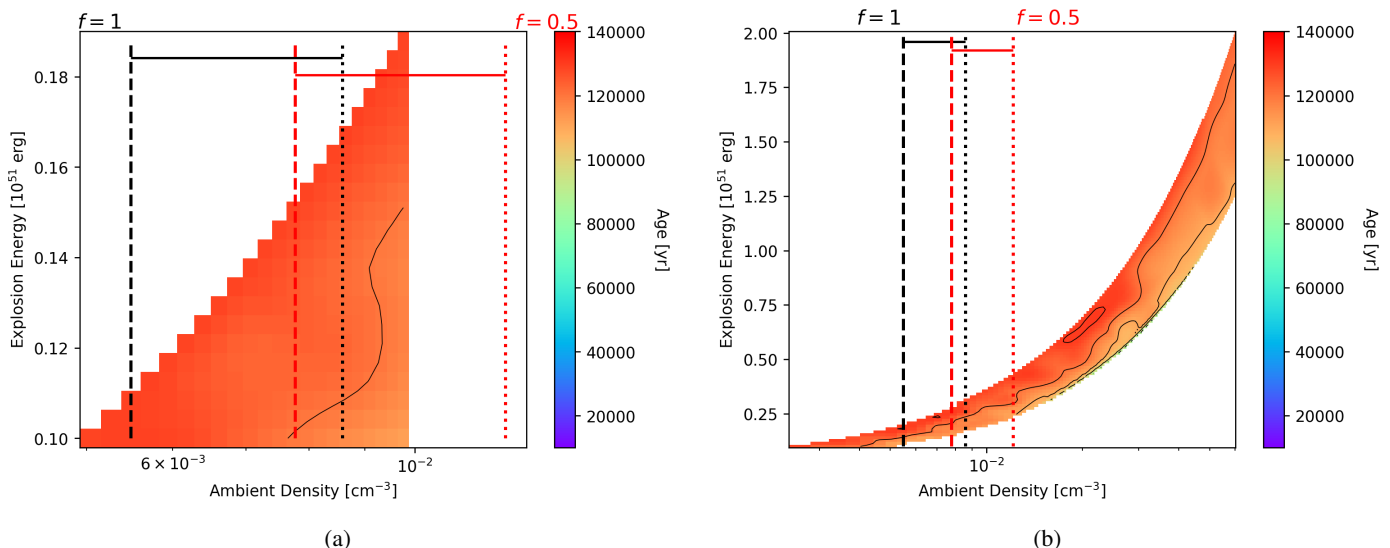 f = 1
f = 0.5
0.18
0.16
0.14
0.12
0.10
Explosion Energy [10^51 erg]
6 × 10^−3
10^−2
Ambient Density [cm^−3]
140000
120000
100000
80000
60000
40000
20000
Age [yr]
(a)
f = 1
f = 0.5
2.00
1.75
1.50
1.25
1.00
0.75
0.50
0.25
Explosion Energy [10^51 erg]
10^−2
Ambient Density [cm^−3]
140000
120000
100000
80000
60000
40000
20000
Age [yr]
(b)